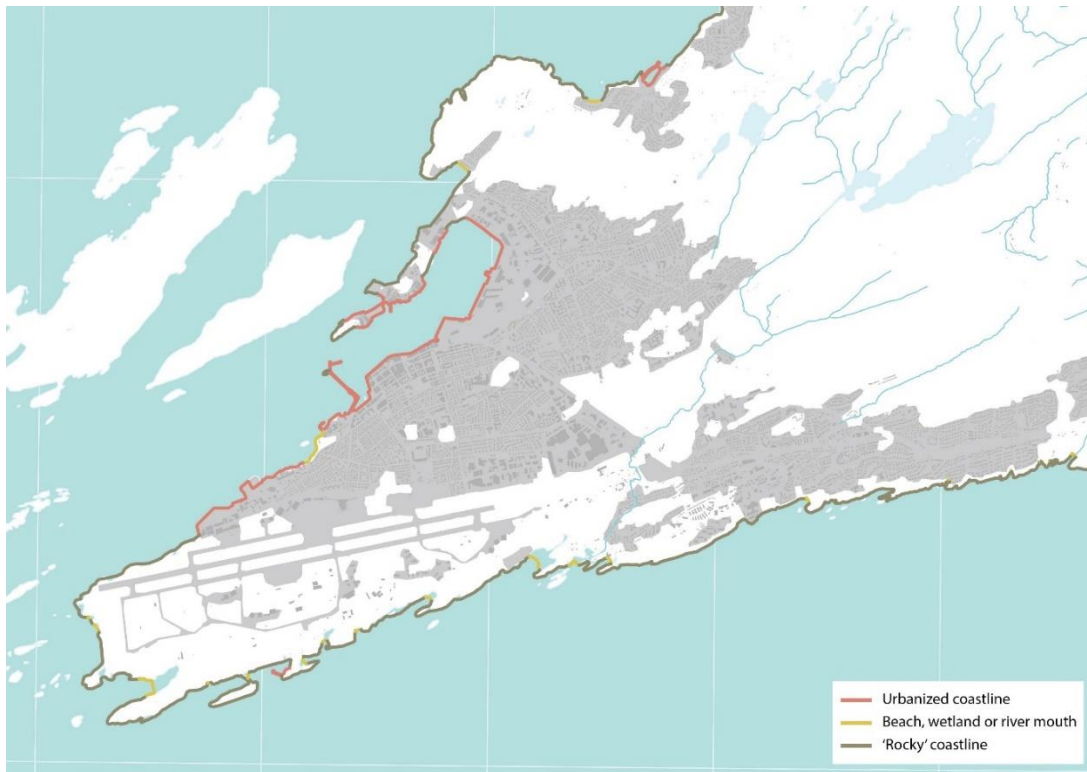 Urbanized coastline
Beach, wetland or river mouth
'Rocky' coastline